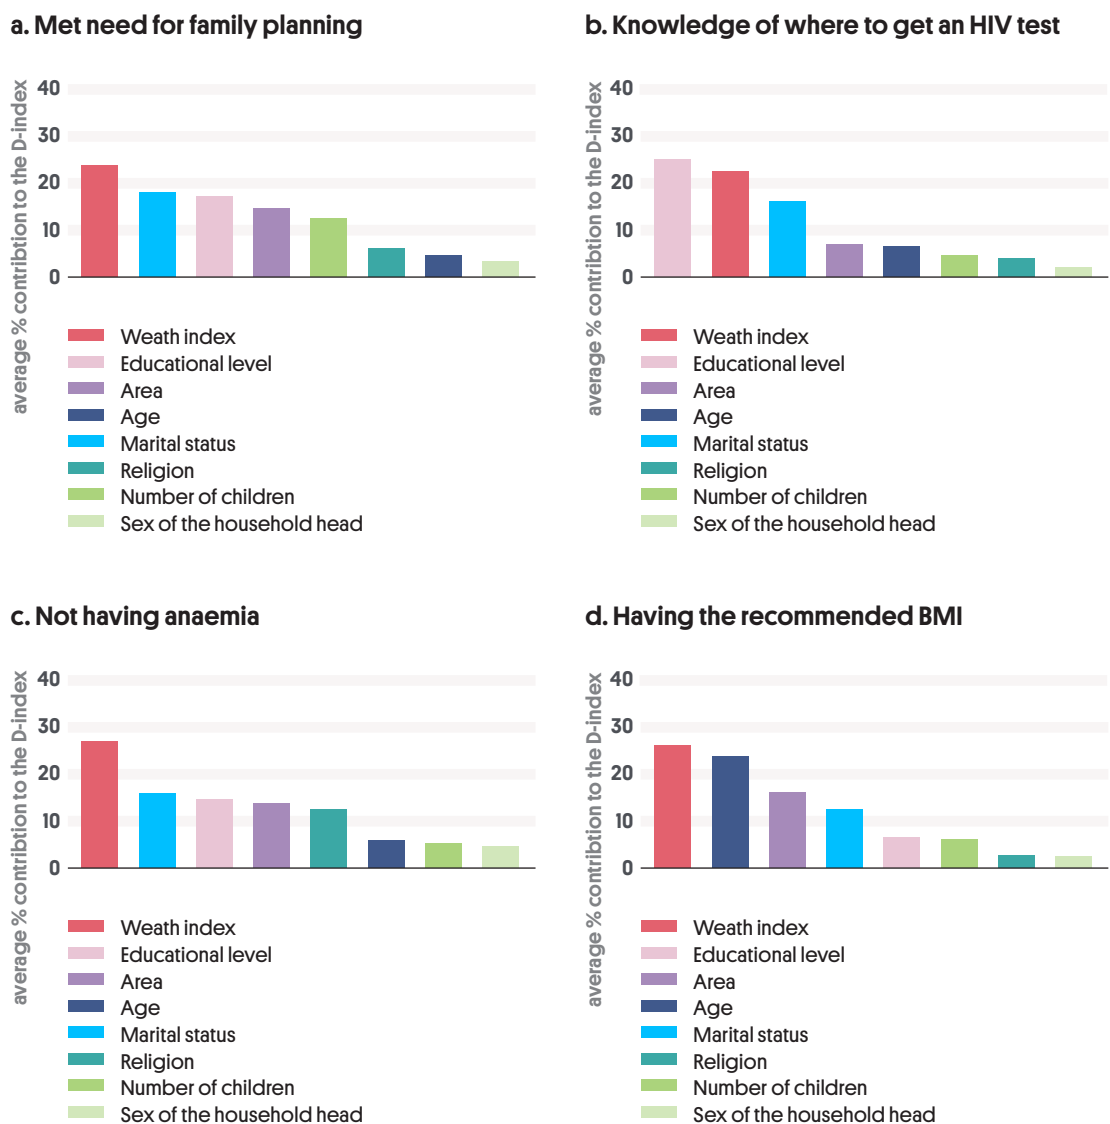 a. Met need for family planning
average % contribtion to the D-index
40
30
20
10
0
Weath index
Educational level
Area
Age
Marital status
Religion
Number of children
Sex of the household head
b. Knowledge of where to get an HIV test
average % contribtion to the D-index
40
30
20
10
0
Weath index
Educational level
Area
Age
Marital status
Religion
Number of children
Sex of the household head
c. Not having anaemia
average % contribtion to the D-index
40
30
20
10
0
Weath index
Educational level
Area
Age
Marital status
Religion
Number of children
Sex of the household head
d. Having the recommended BMI
average % contribtion to the D-index
40
30
20
10
0
Weath index
Educational level
Area
Age
Marital status
Religion
Number of children
Sex of the household head